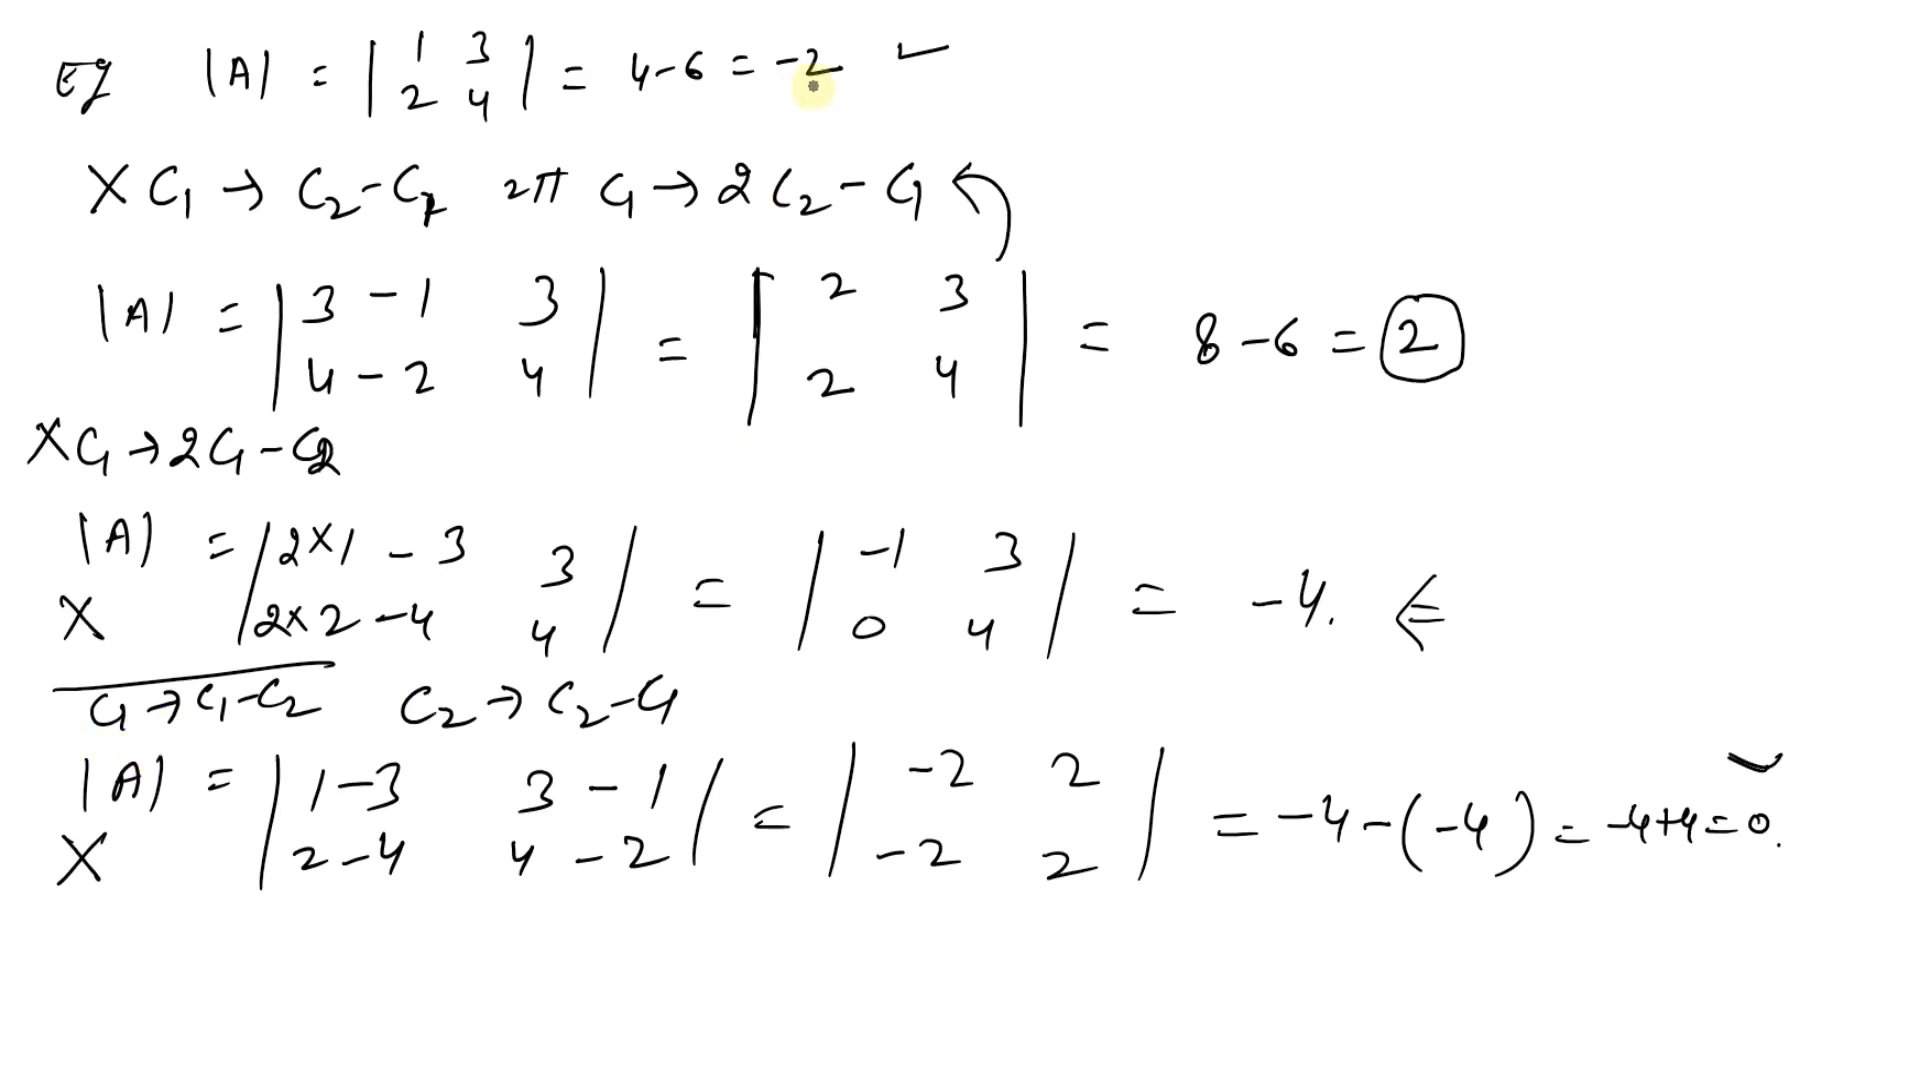 Eg |A| = | 1 3 | = 4-6 = -2 ✓
| 2 4 |
X C₁ → C₂-C₁ या C₁ → 2C₂ - C₁
|A| = | 3-1 3 | = | 2 3 | = 8-6 = 2
| 4-2 4 | | 2 4 |
X C₁ → 2C₁ - C₂
|A| = | 2×1 - 3 3 | = | -1 3 | = -4. ⇐
X | 2×2 - 4 4 | | 0 4 |
C₁ → C₁-C₂ C₂ → C₂-C₁
|A| = | 1-3 3-1 | = | -2 2 | = -4-(-4) = -4+4 = 0.
X | 2-4 4-2 | | -2 2 |